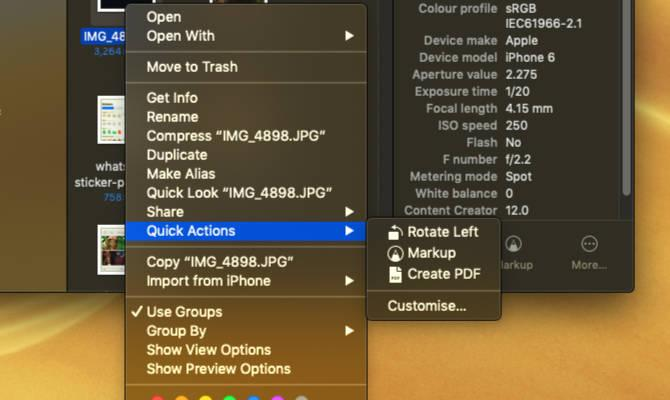 IMG_48
3,264
whats
sticker-p
758
Open
Open With
Move to Trash
Get Info
Rename
Compress “IMG_4898.JPG”
Duplicate
Make Alias
Quick Look “IMG_4898.JPG”
Share
Quick Actions
Copy “IMG_4898.JPG”
Import from iPhone
Use Groups
Group By
Show View Options
Show Preview Options
Rotate Left
Markup
PDF
Create PDF
Customise...
Colour profile sRGB
IEC61966-2.1
Device make Apple
Device model iPhone 6
Aperture value 2.275
Exposure time 1/20
Focal length 4.15 mm
ISO speed 250
Flash No
F number f/2.2
Metering mode Spot
White balance 0
Content Creator 12.0
arkup
More...